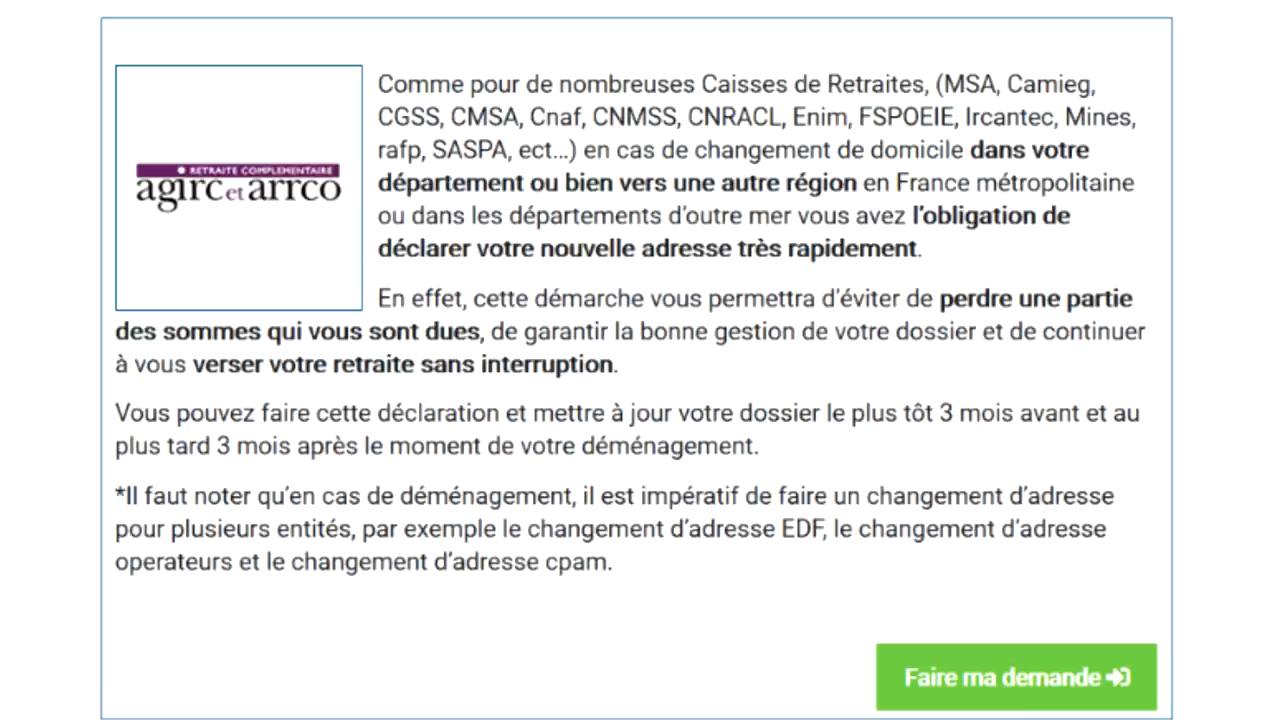 RETRAITE COMPLEMENTAIRE
agirc et arrco
Comme pour de nombreuses Caisses de Retraites, (MSA, Camieg,
CGSS, CMSA, Cnaf, CNMSS, CNRACL, Enim, FSPOEIE, Ircantec, Mines,
rafp, SASPA, ect...) en cas de changement de domicile dans votre
département ou bien vers une autre région en France métropolitaine
ou dans les départements d'outre mer vous avez l'obligation de
déclarer votre nouvelle adresse très rapidement.
En effet, cette démarche vous permettra d'éviter de perdre une partie
des sommes qui vous sont dues, de garantir la bonne gestion de votre dossier et de continuer
à vous verser votre retraite sans interruption.
Vous pouvez faire cette déclaration et mettre à jour votre dossier le plus tôt 3 mois avant et au
plus tard 3 mois après le moment de votre déménagement.
*Il faut noter qu'en cas de déménagement, il est impératif de faire un changement d'adresse
pour plusieurs entités, par exemple le changement d'adresse EDF, le changement d'adresse
operateurs et le changement d'adresse cpam.
Faire ma demande